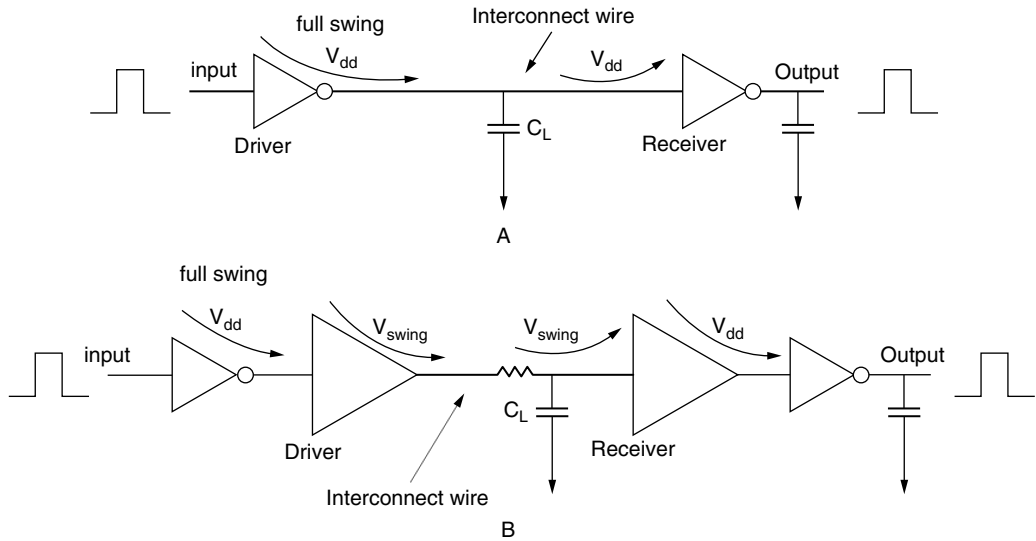 full swing
Interconnect wire
V_dd
V_dd
input
Output
Driver
C_L
Receiver
A
full swing
V_dd
V_swing
V_swing
V_dd
input
Output
Driver
C_L
Receiver
Interconnect wire
B